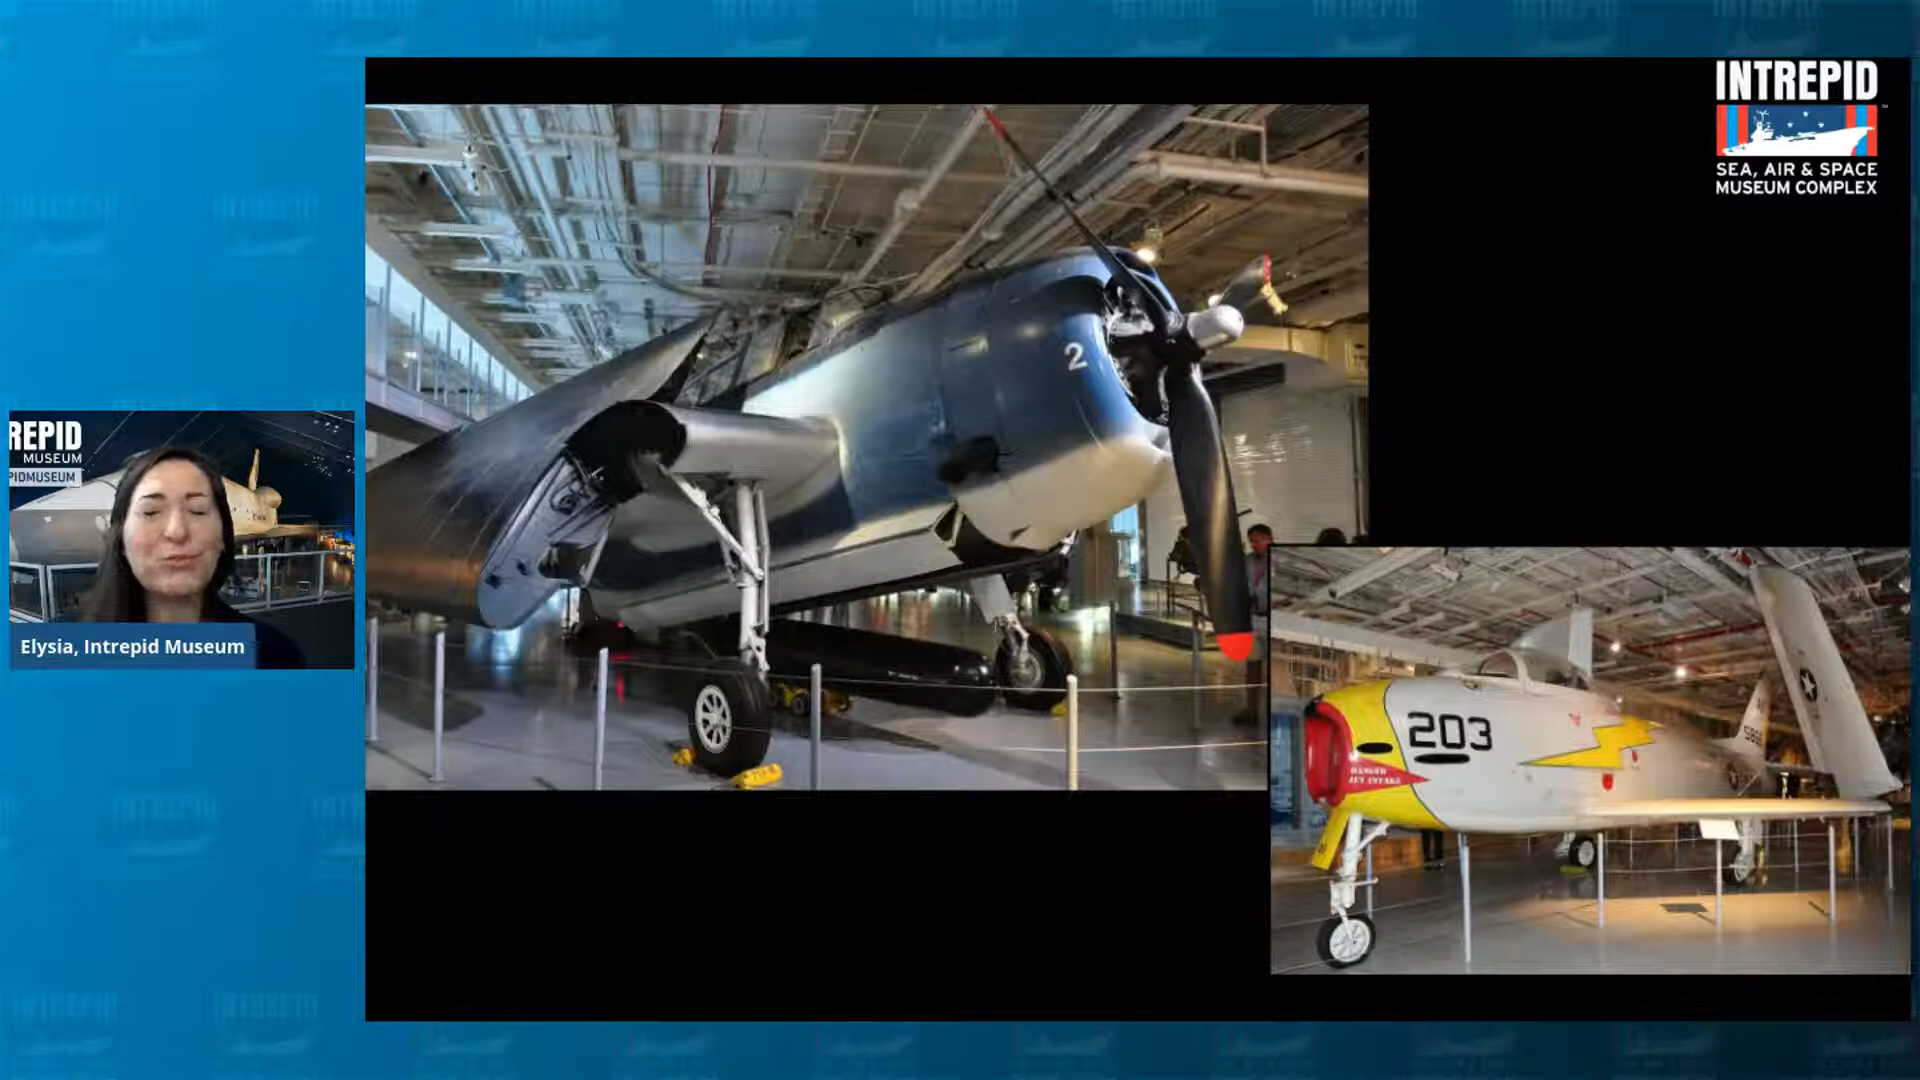 INTREPID
SEA, AIR & SPACE
MUSEUM COMPLEX
2
REPID
MUSEUM
PIDMUSEUM
Elysia, Intrepid Museum
203
DANGER
JET INTAKE